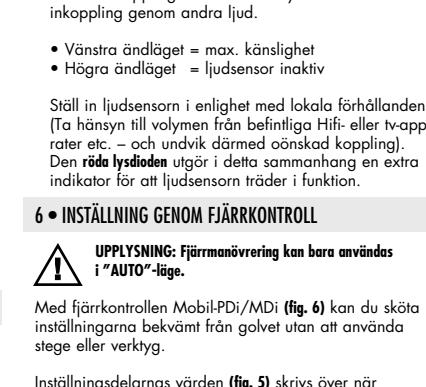 inkoppling genom andra ljud.
• Vänstra ändläget = max. känslighet
• Högra ändläget = ljudsensor inaktiv
Ställ in ljudsensorn i enlighet med lokala förhållanden
(Ta hänsyn till volymen från befintliga Hifi- eller tv-app
rater etc. – och undvik därmed oönskad koppling).
Den röda lysdioden utgör i detta sammanhang en extra
indikator för att ljudsensorn träder i funktion.
6 • INSTÄLLNING GENOM FJÄRRKONTROLL
UPPLYSNING: Fjärrmanövrering kan bara användas
i "AUTO"-läge.
Med fjärrkontrollen Mobil-PDi/MDi (fig. 6) kan du sköta
inställningarna bekvämt från golvet utan att använda
stege eller verktyg.
Inställningsdelarnas värden (fig. 5) skrivs över när